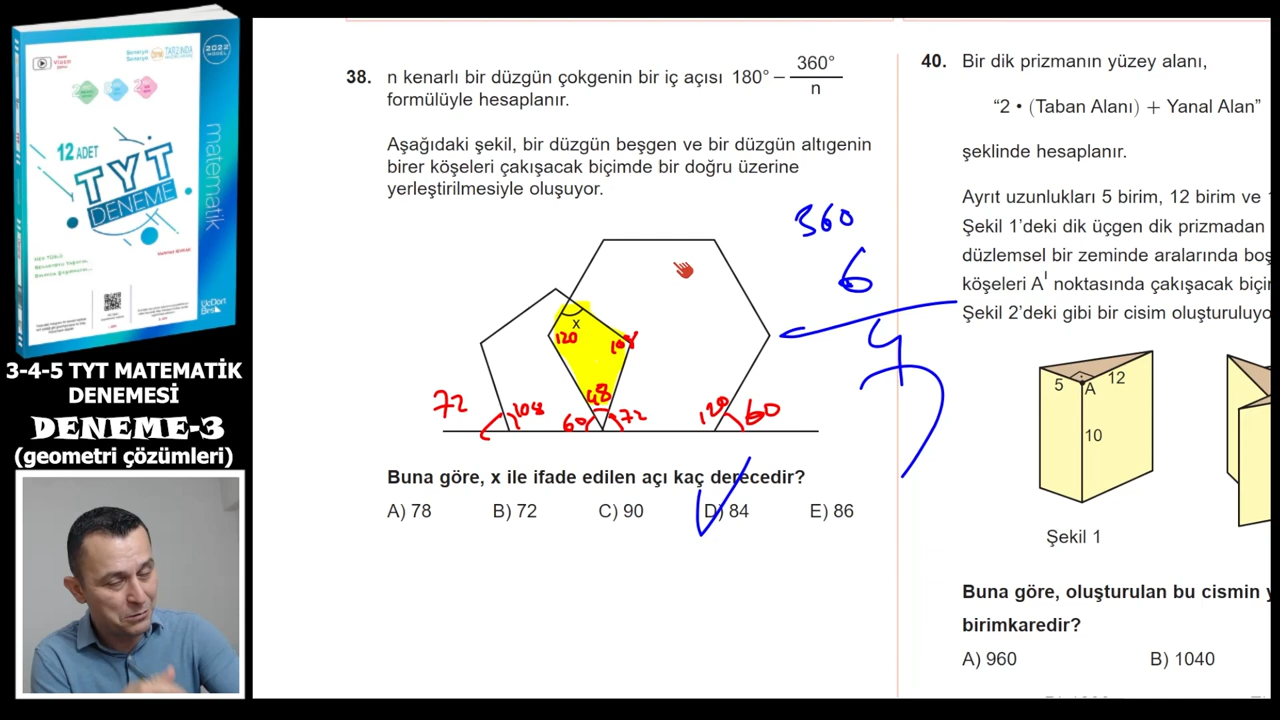 2022
MODEL
TARZINDA
12 ADET
TYT
DENEME
matematik
ÜçDört
Beş
3-4-5 TYT MATEMATİK
DENEMESİ
DENEME-3
(geometri çözümleri)
38. n kenarlı bir düzgün çokgenin bir iç açısı 180° – 360°
n
formülüyle hesaplanır.
Aşağıdaki şekil, bir düzgün beşgen ve bir düzgün altıgenin
birer köşeleri çakışacak biçimde bir doğru üzerine
yerleştirilmesiyle oluşuyor.
360
6
x
120
108
48
72
108
60
72
120
60
Buna göre, x ile ifade edilen açı kaç derecedir?
A) 78 B) 72 C) 90 D) 84 E) 86
40. Bir dik prizmanın yüzey alanı,
“2 • (Taban Alanı) + Yanal Alan”
şeklinde hesaplanır.
Ayrıt uzunlukları 5 birim, 12 birim ve
Şekil 1’deki dik üçgen dik prizmadan
düzlemsel bir zeminde aralarında boş
köşeleri A' noktasında çakışacak biçi
Şekil 2’deki gibi bir cisim oluşturuluyo
5
A
12
10
Şekil 1
Buna göre, oluşturulan bu cismin y
birimkaredir?
A) 960 B) 1040